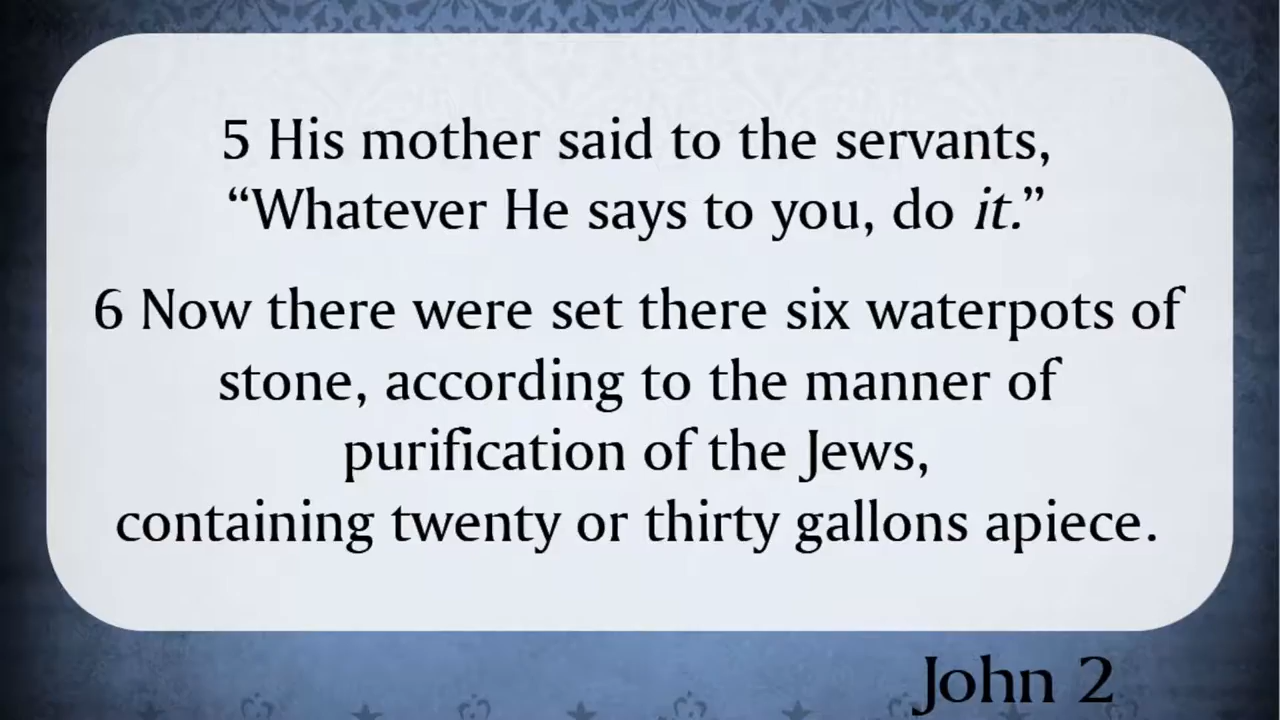 5 His mother said to the servants,
“Whatever He says to you, do it.”
6 Now there were set there six waterpots of
stone, according to the manner of
purification of the Jews,
containing twenty or thirty gallons apiece.
John 2